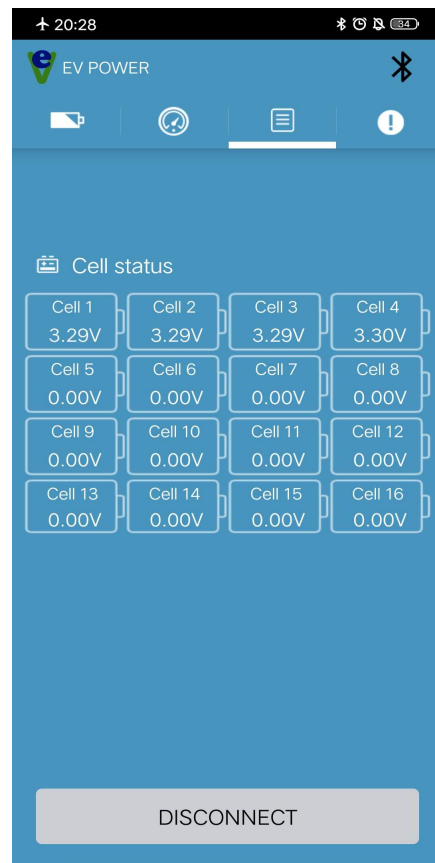 20:28
34
eV
EV POWER
Cell status
Cell 1 Cell 2 Cell 3 Cell 4
3.29V 3.29V 3.29V 3.30V
Cell 5 Cell 6 Cell 7 Cell 8
0.00V 0.00V 0.00V 0.00V
Cell 9 Cell 10 Cell 11 Cell 12
0.00V 0.00V 0.00V 0.00V
Cell 13 Cell 14 Cell 15 Cell 16
0.00V 0.00V 0.00V 0.00V
DISCONNECT